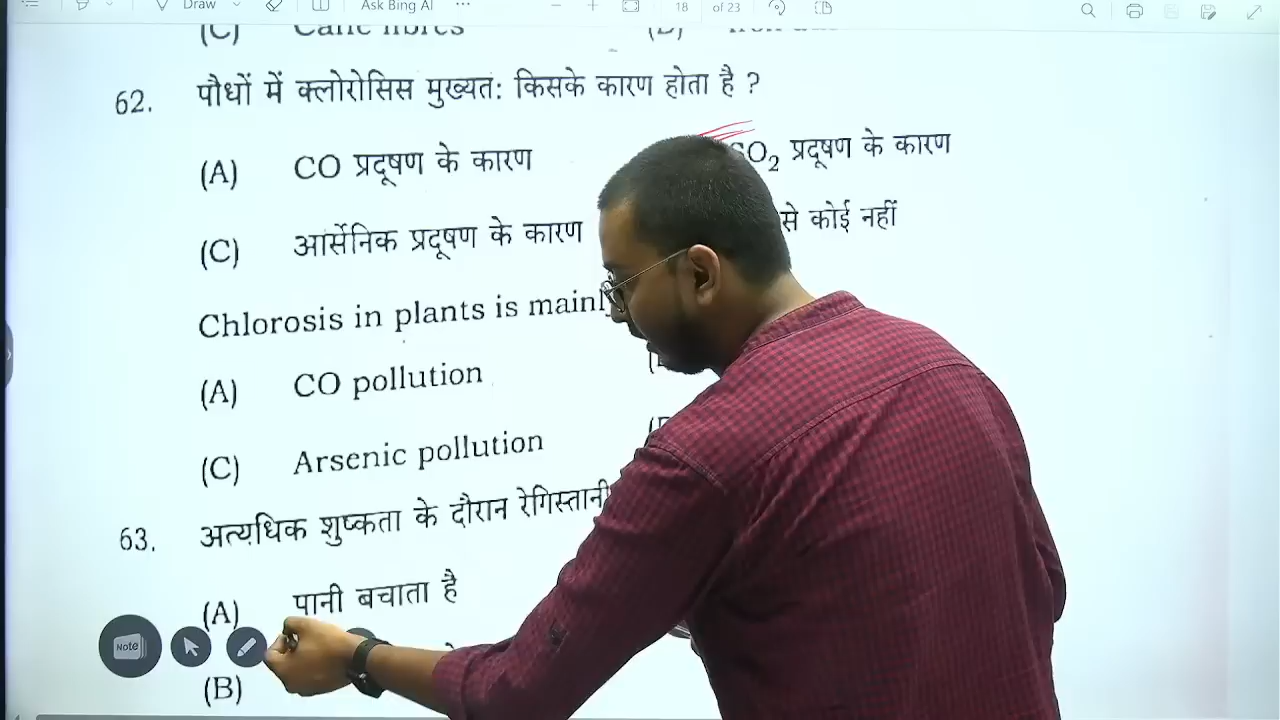 Draw
Ask Bing AI
18 of 23
(C) Cane fibres (D)
62. पौधों में क्लोरोसिस मुख्यत: किसके कारण होता है ?
(A) CO प्रदूषण के कारण SO₂ प्रदूषण के कारण
(C) आर्सेनिक प्रदूषण के कारण से कोई नहीं
Chlorosis in plants is mainly
(A) CO pollution
(C) Arsenic pollution
63. अत्यधिक शुष्कता के दौरान रेगिस्तानी
(A) पानी बचाता है
Note
(B)